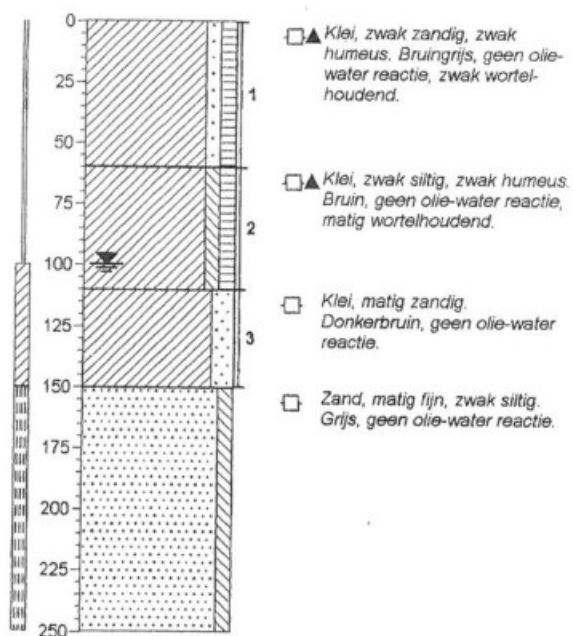 0
Klei, zwak zandig, zwak
humeus. Bruingrijs, geen olie-
water reactie, zwak wortel-
houdend.
25
1
50
75
Klei, zwak siltig, zwak humeus.
Bruin, geen olie-water reactie,
matig wortelhoudend.
2
100
Klei, matig zandig.
Donkerbruin, geen olie-water
reactie.
125
3
150
Zand, matig fijn, zwak siltig.
Grijs, geen olie-water reactie.
175
200
225
250